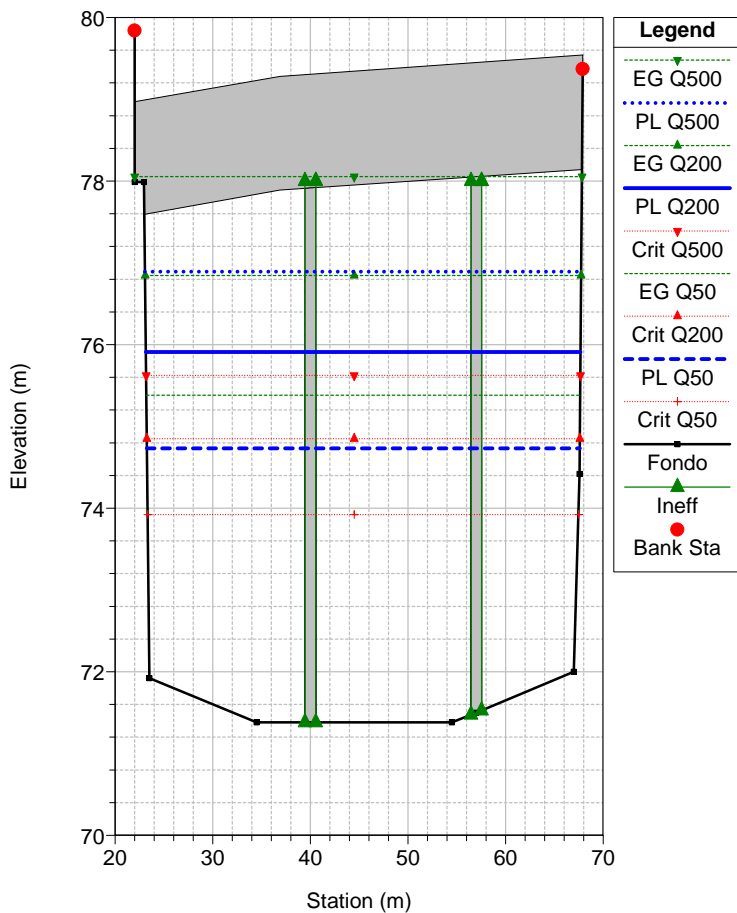 80
78
76
74
72
70
20
30
40
50
60
70
Elevation (m)
Station (m)
Legend
EG Q500
PL Q500
EG Q200
PL Q200
Crit Q500
EG Q50
Crit Q200
PL Q50
Crit Q50
Fondo
Ineff
Bank Sta